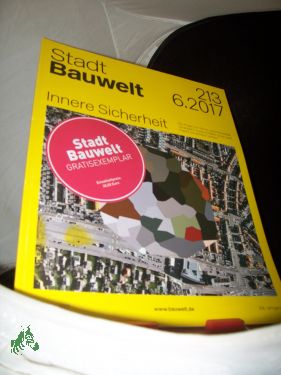 Stadt
Bauwelt
213
6.2017
Innere Sicherheit
Stadt
Bauwelt
GRATISEXEMPLAR
www.bauwelt.de